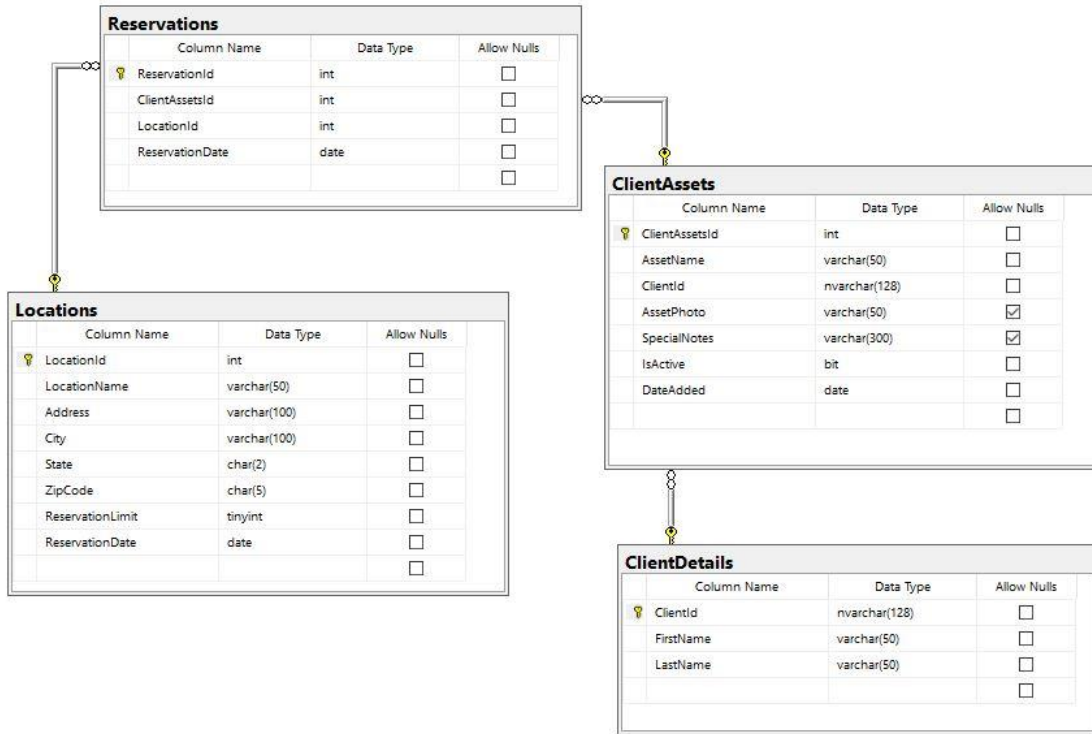 Reservations
Column Name Data Type Allow Nulls
ReservationId int
ClientAssetsId int
LocationId int
ReservationDate date
ClientAssets
Column Name Data Type Allow Nulls
ClientAssetsId int
AssetName varchar(50)
ClientId nvarchar(128)
AssetPhoto varchar(50)
SpecialNotes varchar(300)
IsActive bit
DateAdded date
Locations
Column Name Data Type Allow Nulls
LocationId int
LocationName varchar(50)
Address varchar(100)
City varchar(100)
State char(2)
ZipCode char(5)
ReservationLimit tinyint
ReservationDate date
ClientDetails
Column Name Data Type Allow Nulls
ClientId nvarchar(128)
FirstName varchar(50)
LastName varchar(50)